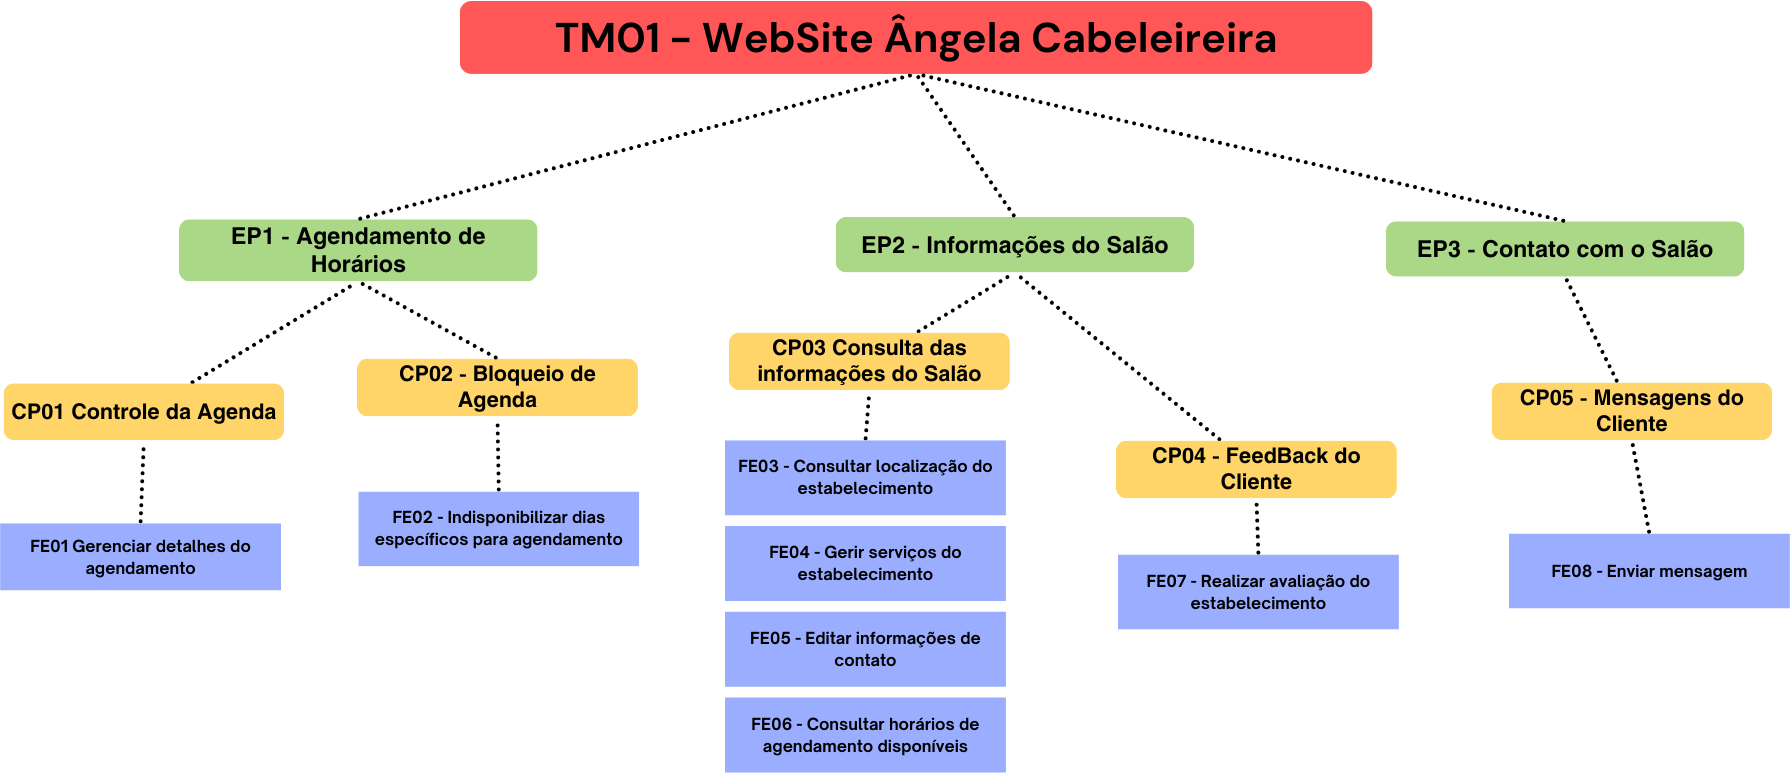 TM01 - WebSite Ângela Cabeleireira
EP1 - Agendamento de
Horários
EP2 - Informações do Salão
EP3 - Contato com o Salão
CP01 Controle da Agenda
CP02 - Bloqueio de
Agenda
CP03 Consulta das
informações do Salão
CP04 - FeedBack do
Cliente
CP05 - Mensagens do
Cliente
FE01 Gerenciar detalhes do
agendamento
FE02 - Indisponibilizar dias
específicos para agendamento
FE03 - Consultar localização do
estabelecimento
FE04 - Gerir serviços do
estabelecimento
FE05 - Editar informações de
contato
FE06 - Consultar horários de
agendamento disponíveis
FE07 - Realizar avaliação do
estabelecimento
FE08 - Enviar mensagem